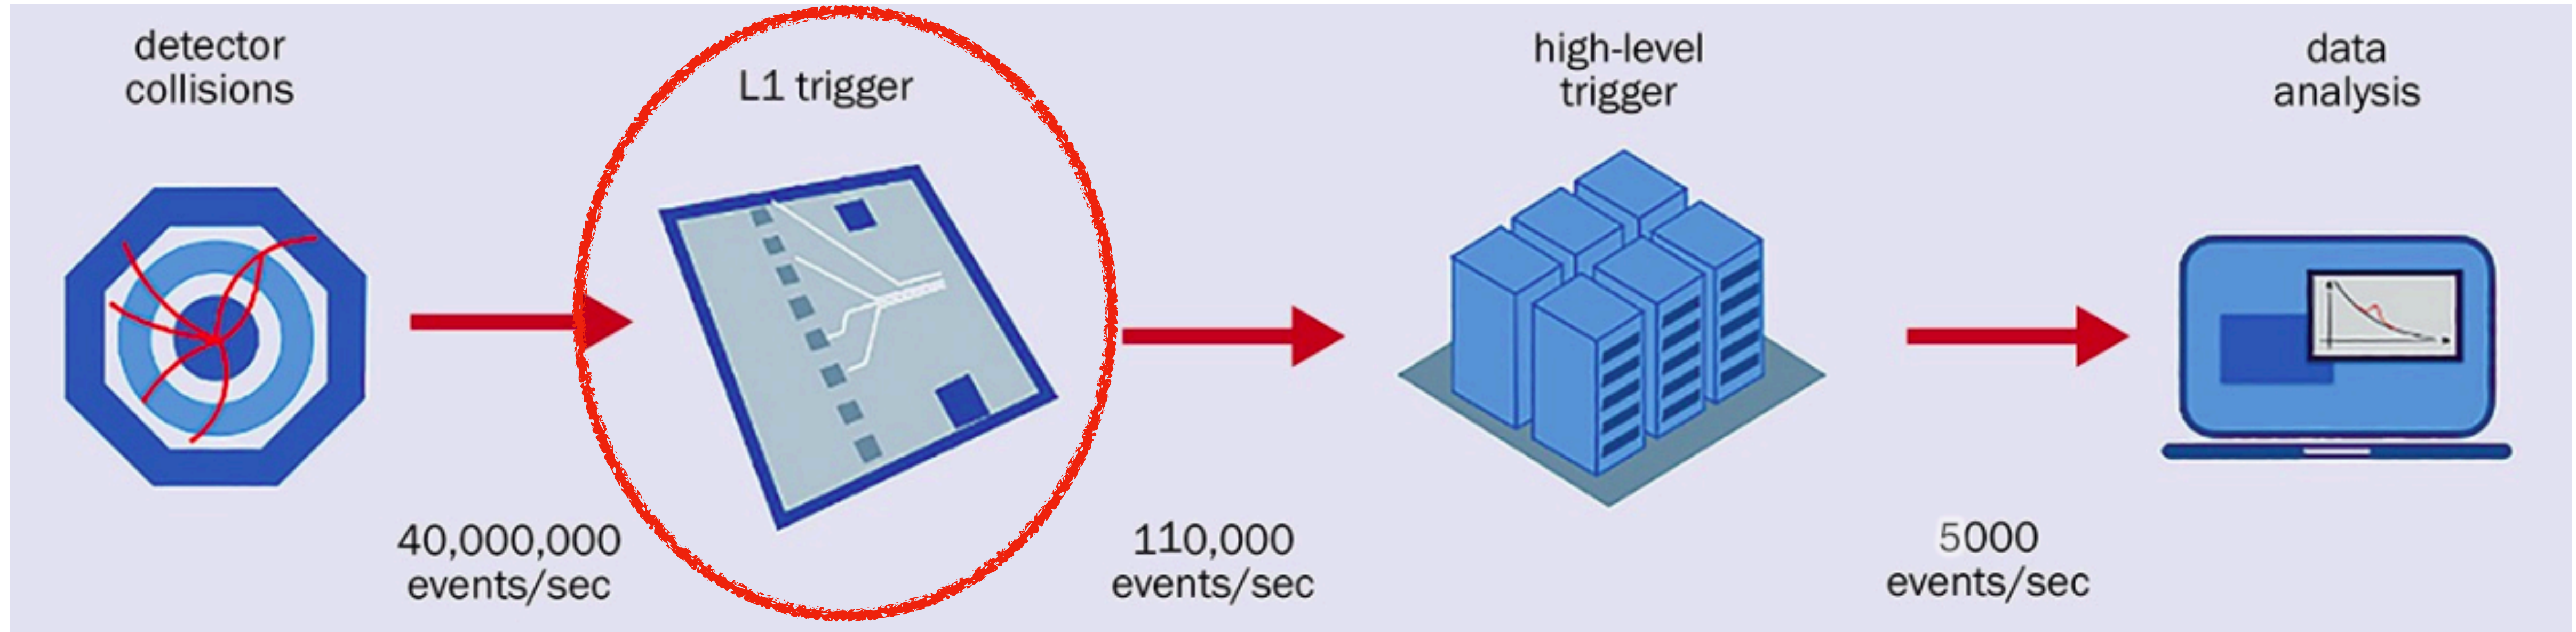 detector
collisions
L1 trigger
high-level
trigger
data
analysis
40,000,000
events/sec
110,000
events/sec
5000
events/sec